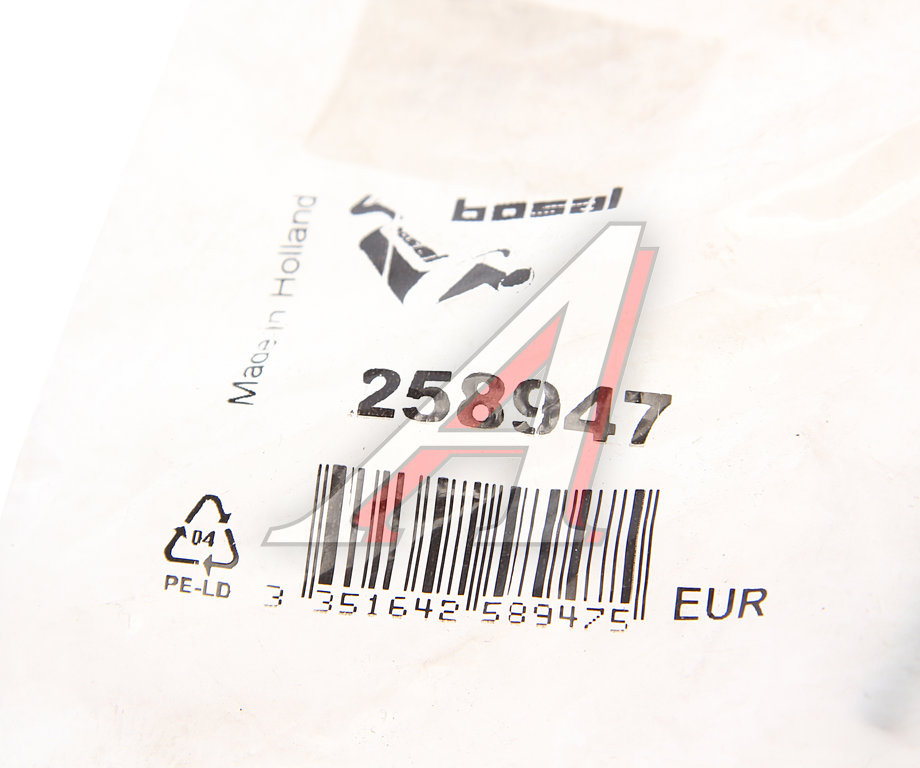 bosal
Made in Holland
258947
04
PE-LD
3 351642 589475
EUR